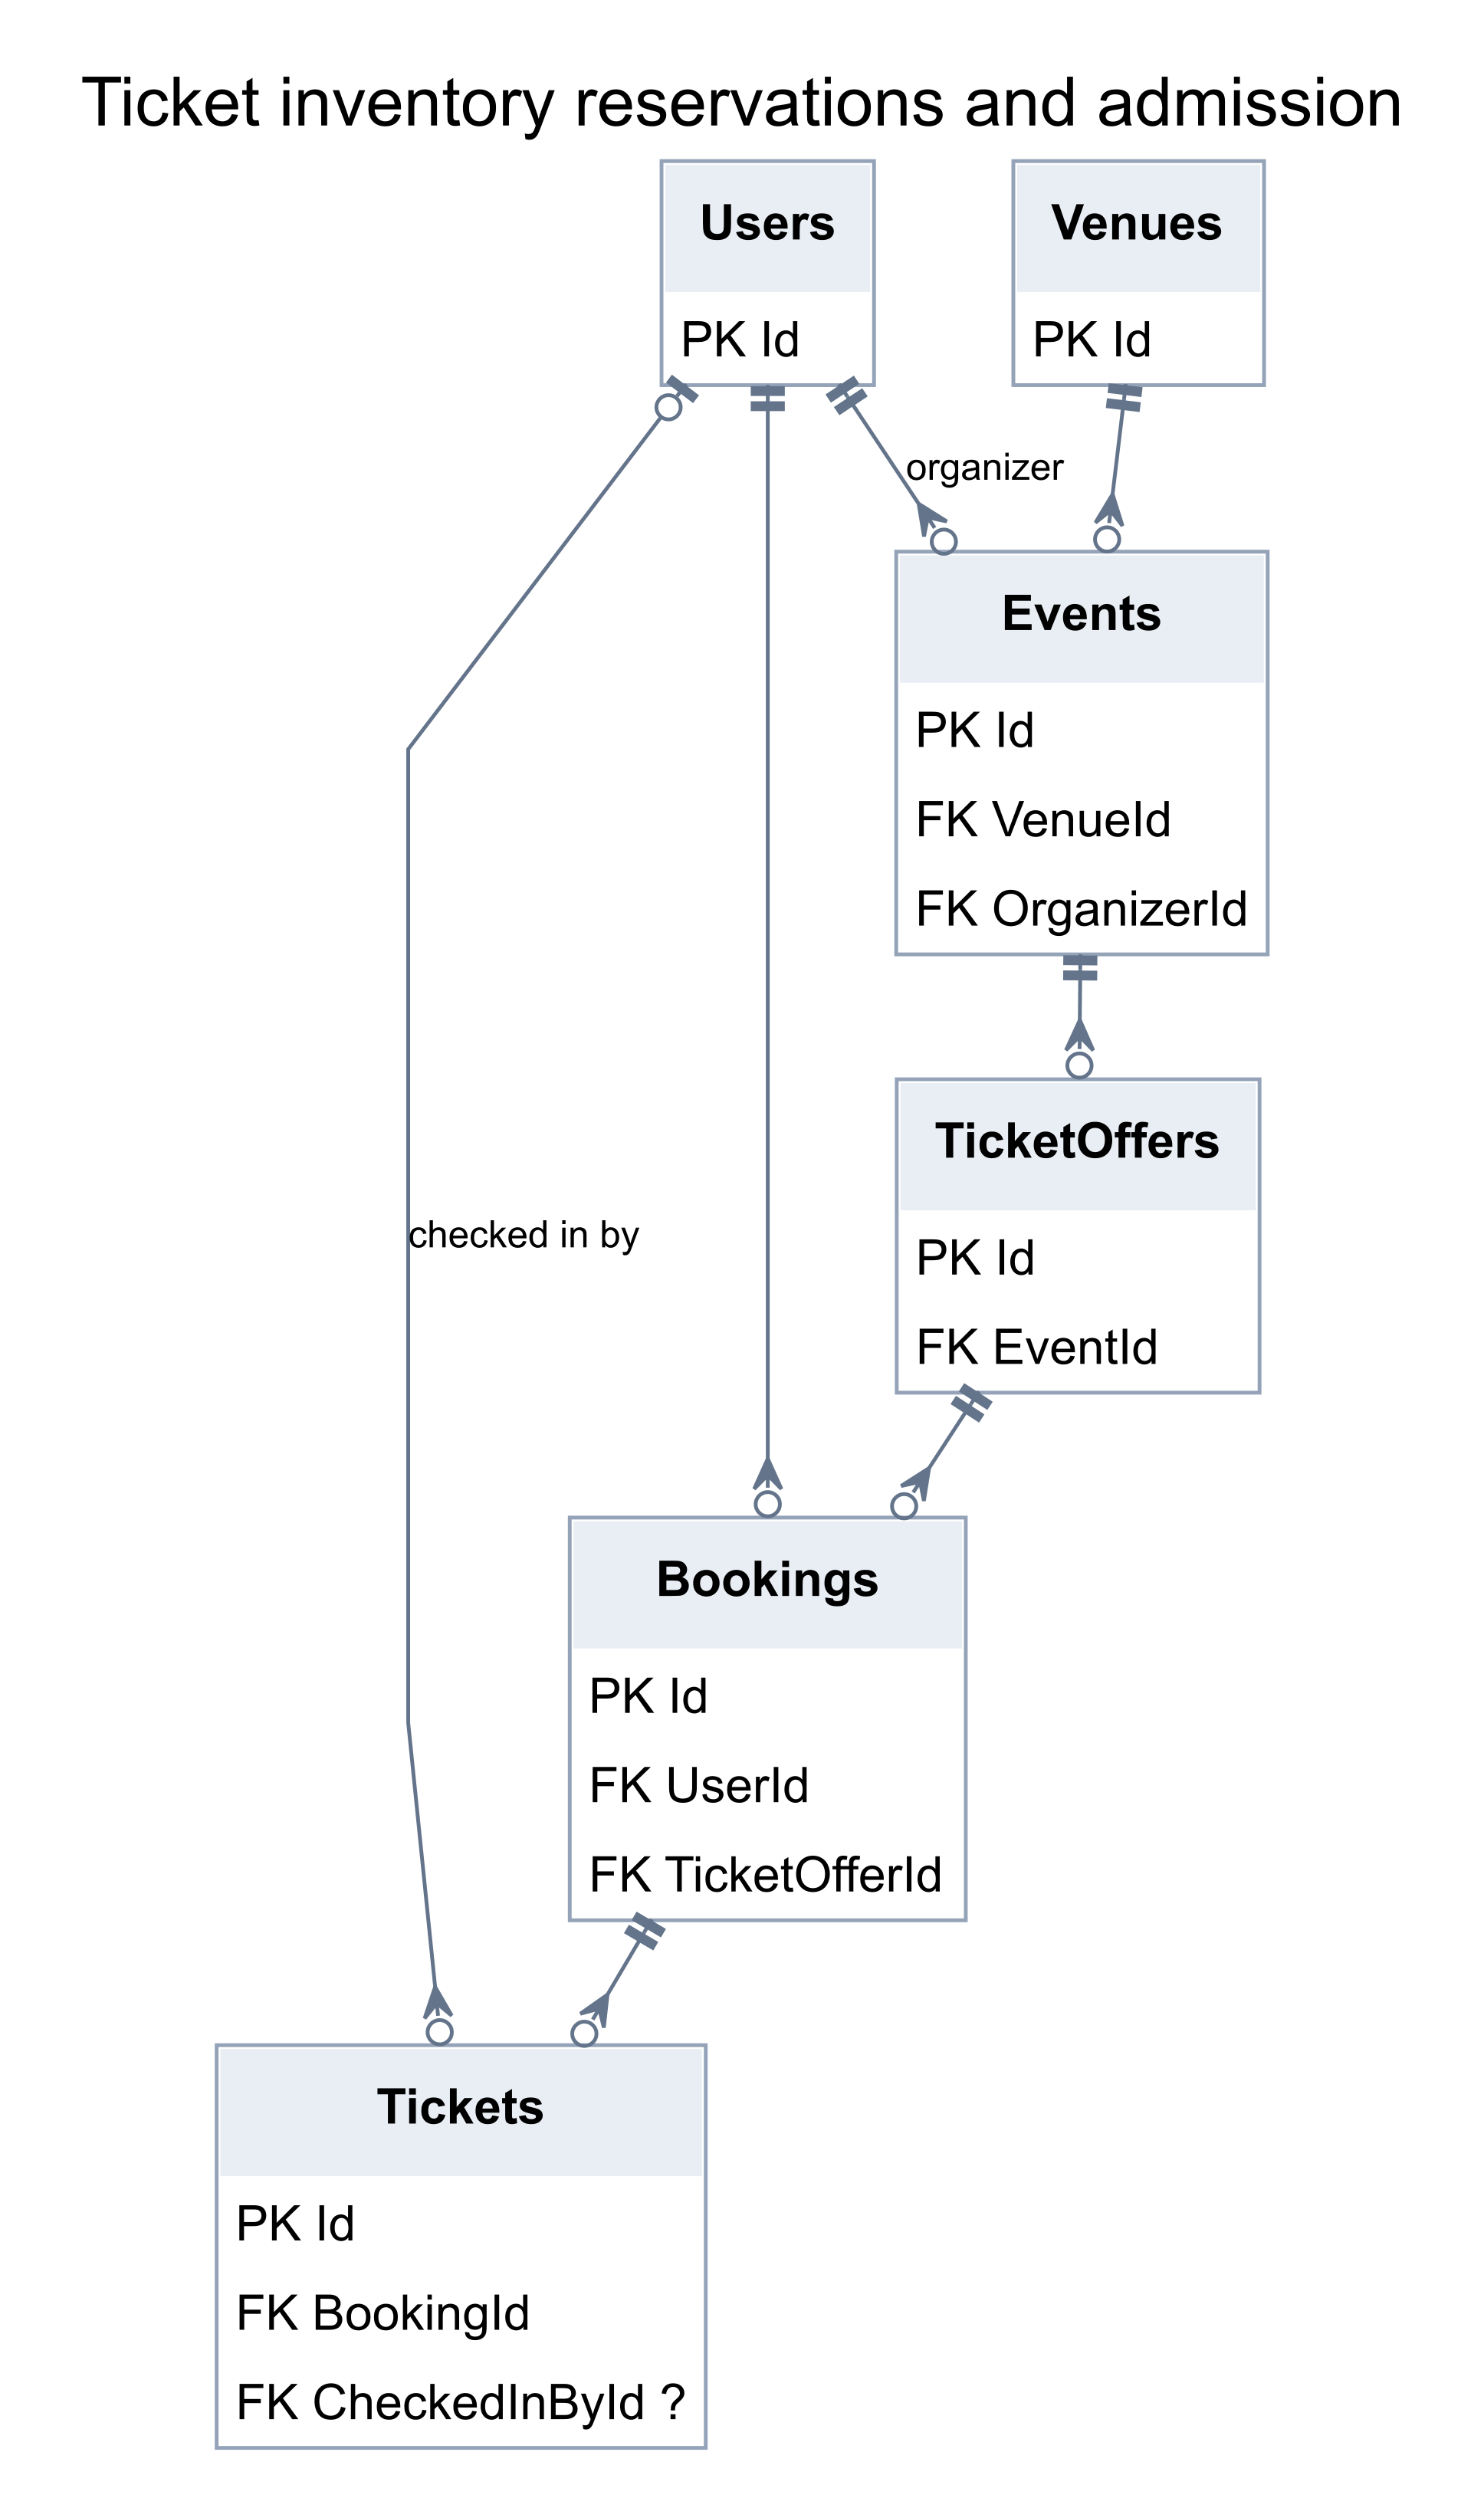 Ticket inventory reservations and admissions
Users
PK Id
Venues
PK Id
organizer
Events
PK Id
FK VenueId
FK OrganizerId
TicketOffers
PK Id
FK EventId
checked in by
Bookings
PK Id
FK UserId
FK TicketOfferId
Tickets
PK Id
FK BookingId
FK CheckedInById ?